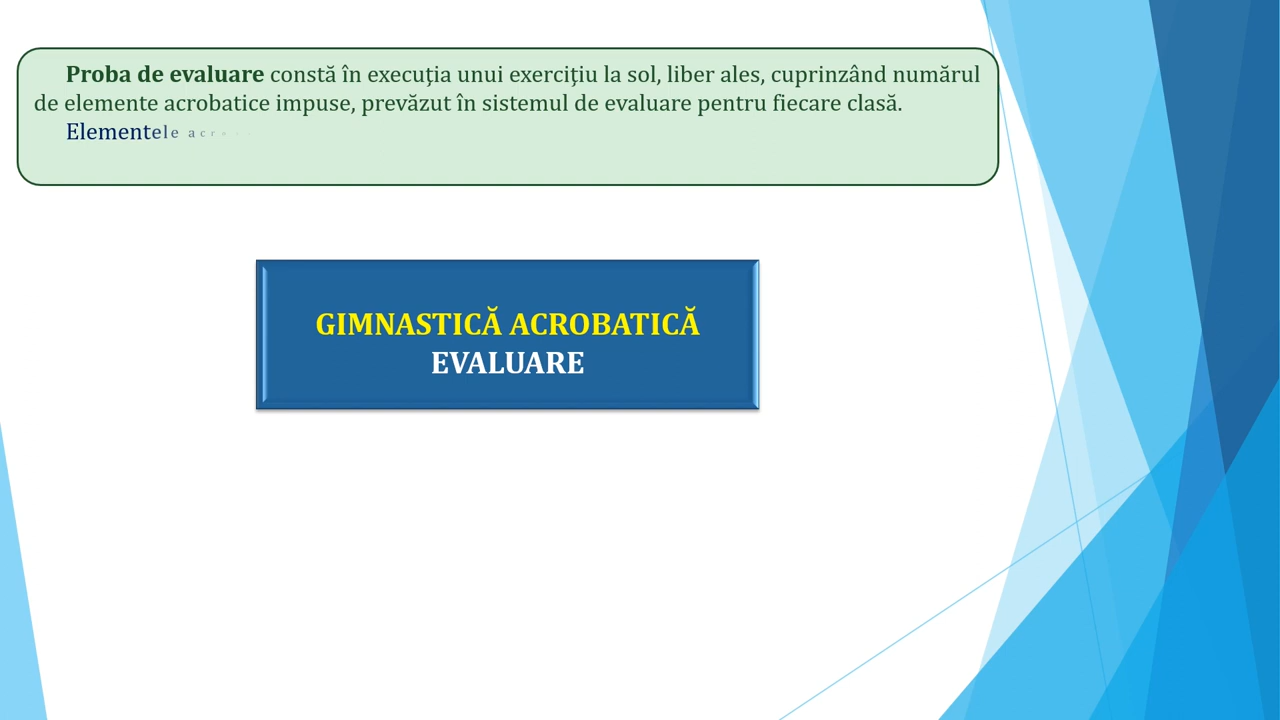 Proba de evaluare constă în execuția unui exercițiu la sol, liber ales, cuprinzând numărul
de elemente acrobatice impuse, prevăzut în sistemul de evaluare pentru fiecare clasă.
Elementele
GIMNASTICĂ ACROBATICĂ
EVALUARE